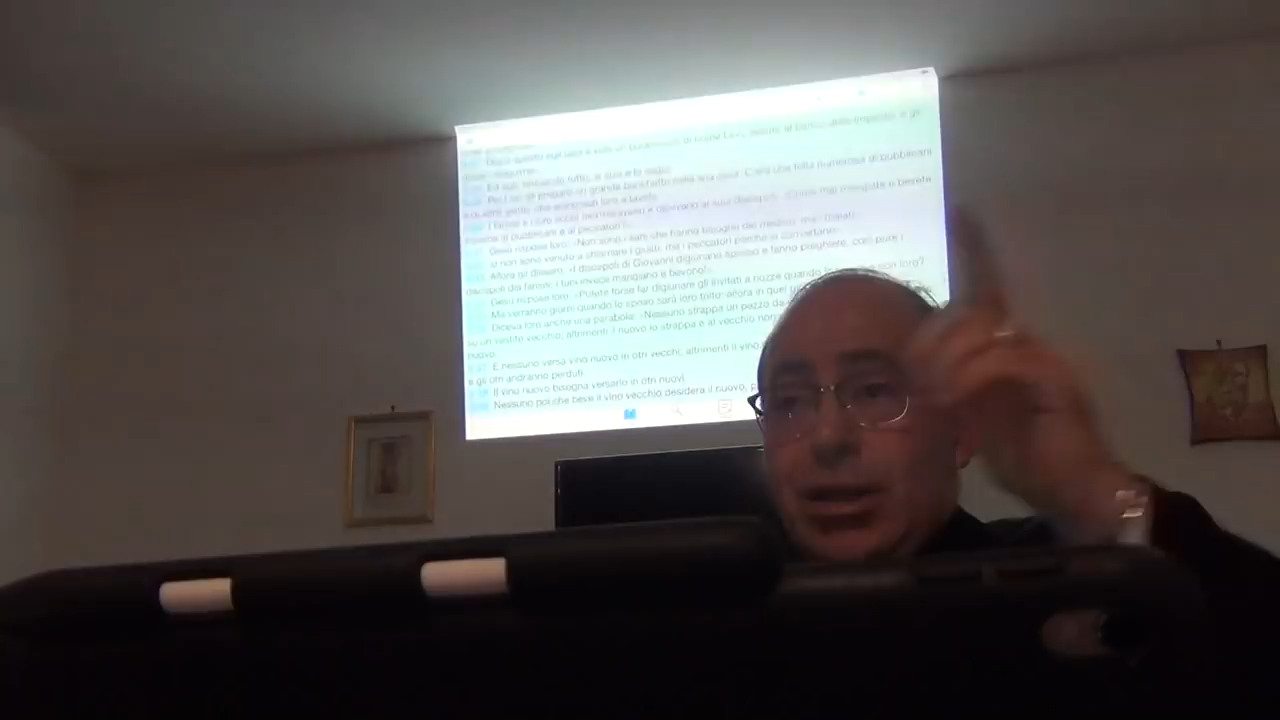 Dopo questo egli uscì e vide un pubblicano di nome Levi, seduto al banco delle imposte, e gli
Ed egli, lasciando tutto, si alzò e lo seguì.
Poi Levi gli preparò un grande banchetto nella sua casa. C'era una folla numerosa di pubblicani
e d'altra gente, che erano con loro a tavola.
I farisei e i loro scribi mormoravano e dicevano ai suoi discepoli: «Perché mangiate e bevete
insieme ai pubblicani e ai peccatori?».
Gesù rispose loro: «Non sono i sani che hanno bisogno del medico, ma i malati;
io non sono venuto a chiamare i giusti, ma i peccatori perché si convertano».
Allora gli dissero: «I discepoli di Giovanni digiunano spesso e fanno preghiere, così pure i
discepoli dei farisei; i tuoi invece mangiano e bevono!».
Gesù rispose loro: «Potete forse far digiunare gli invitati a nozze quando lo sposo è con loro?
Ma verranno giorni quando lo sposo sarà loro tolto: allora in quei
Diceva loro anche una parabola: «Nessuno strappa un pezzo da
su un vestito vecchio, altrimenti il nuovo lo strappa e al vecchio non
nuovo.
E nessuno versa vino nuovo in otri vecchi, altrimenti il vino
e gli otri andranno perduti.
Il vino nuovo bisogna versarlo in otri nuovi.
Nessuno poi che beve il vino vecchio desidera il nuovo, p